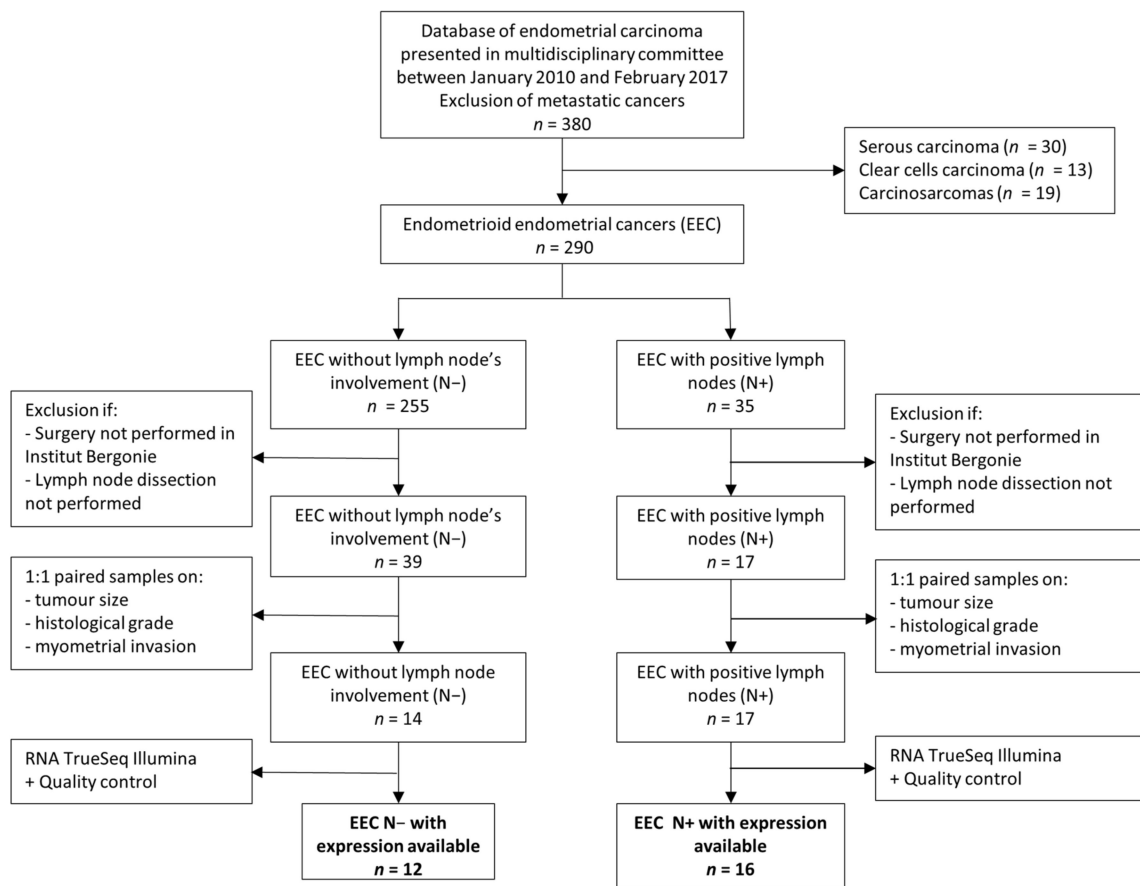 Database of endometrial carcinoma
presented in multidisciplinary committee
between January 2010 and February 2017
Exclusion of metastatic cancers
n = 380
Serous carcinoma (n = 30)
Clear cells carcinoma (n = 13)
Carcinosarcomas (n = 19)
Endometrioid endometrial cancers (EEC)
n = 290
EEC without lymph node's
involvement (N−)
n = 255
EEC with positive lymph
nodes (N+)
n = 35
Exclusion if:
- Surgery not performed in
Institut Bergonie
- Lymph node dissection
not performed
Exclusion if:
- Surgery not performed in
Institut Bergonie
- Lymph node dissection not
performed
EEC without lymph node's
involvement (N−)
n = 39
EEC with positive lymph
nodes (N+)
n = 17
1:1 paired samples on:
- tumour size
- histological grade
- myometrial invasion
1:1 paired samples on:
- tumour size
- histological grade
- myometrial invasion
EEC without lymph node
involvement (N−)
n = 14
EEC with positive lymph
nodes (N+)
n = 17
RNA TrueSeq Illumina
+ Quality control
RNA TrueSeq Illumina
+ Quality control
EEC N− with
expression available
n = 12
EEC N+ with expression
available
n = 16